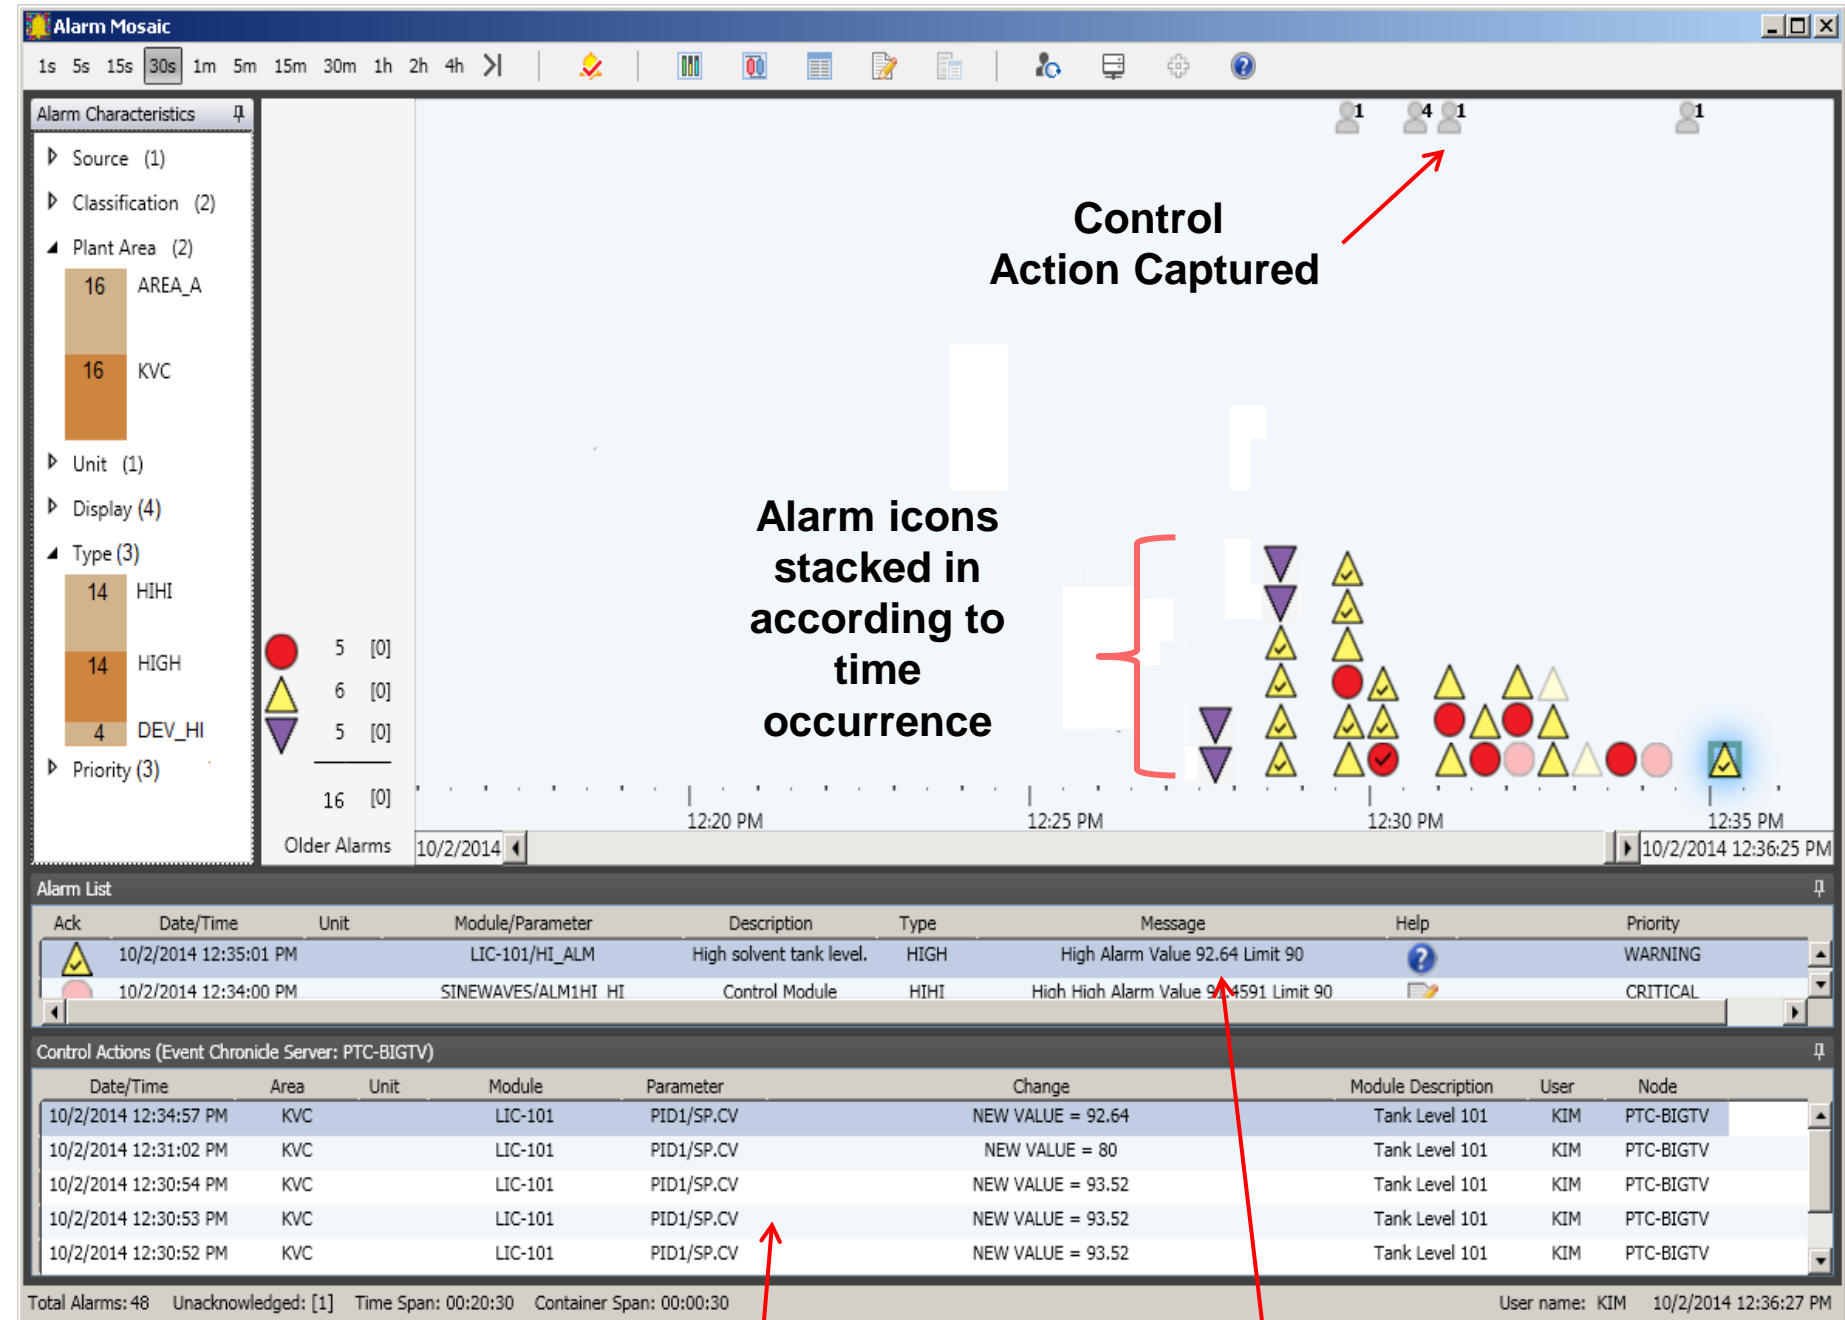 Alarm Mosaic
1s 5s 15s 30s 1m 5m 15m 30m 1h 2h 4h
Alarm Characteristics
Source (1)
Classification (2)
Plant Area (2)
16 AREA_A
16 KVC
Unit (1)
Display (4)
Type (3)
14 HIHI
14 HIGH
4 DEV_HI
Priority (3)
5 [0]
6 [0]
5 [0]
16 [0]
Older Alarms
1 4 1 1
Control
Action Captured
Alarm icons
stacked in
according to
time
occurrence
12:20 PM 12:25 PM 12:30 PM 12:35 PM
10/2/2014 10/2/2014 12:36:25 PM
Alarm List
Ack Date/Time Unit Module/Parameter Description Type Message Help Priority
10/2/2014 12:35:01 PM LIC-101/HI_ALM High solvent tank level. HIGH High Alarm Value 92.64 Limit 90 WARNING
10/2/2014 12:34:00 PM SINEWAVES/ALM1HI_HI Control Module HIHI High High Alarm Value 91.4591 Limit 90 CRITICAL
Control Actions (Event Chronicle Server: PTC-BIGTV)
Date/Time Area Unit Module Parameter Change Module Description User Node
10/2/2014 12:34:57 PM KVC LIC-101 PID1/SP.CV NEW VALUE = 92.64 Tank Level 101 KIM PTC-BIGTV
10/2/2014 12:31:02 PM KVC LIC-101 PID1/SP.CV NEW VALUE = 80 Tank Level 101 KIM PTC-BIGTV
10/2/2014 12:30:54 PM KVC LIC-101 PID1/SP.CV NEW VALUE = 93.52 Tank Level 101 KIM PTC-BIGTV
10/2/2014 12:30:53 PM KVC LIC-101 PID1/SP.CV NEW VALUE = 93.52 Tank Level 101 KIM PTC-BIGTV
10/2/2014 12:30:52 PM KVC LIC-101 PID1/SP.CV NEW VALUE = 93.52 Tank Level 101 KIM PTC-BIGTV
Total Alarms: 48 Unacknowledged: [1] Time Span: 00:20:30 Container Span: 00:00:30 User name: KIM 10/2/2014 12:36:27 PM